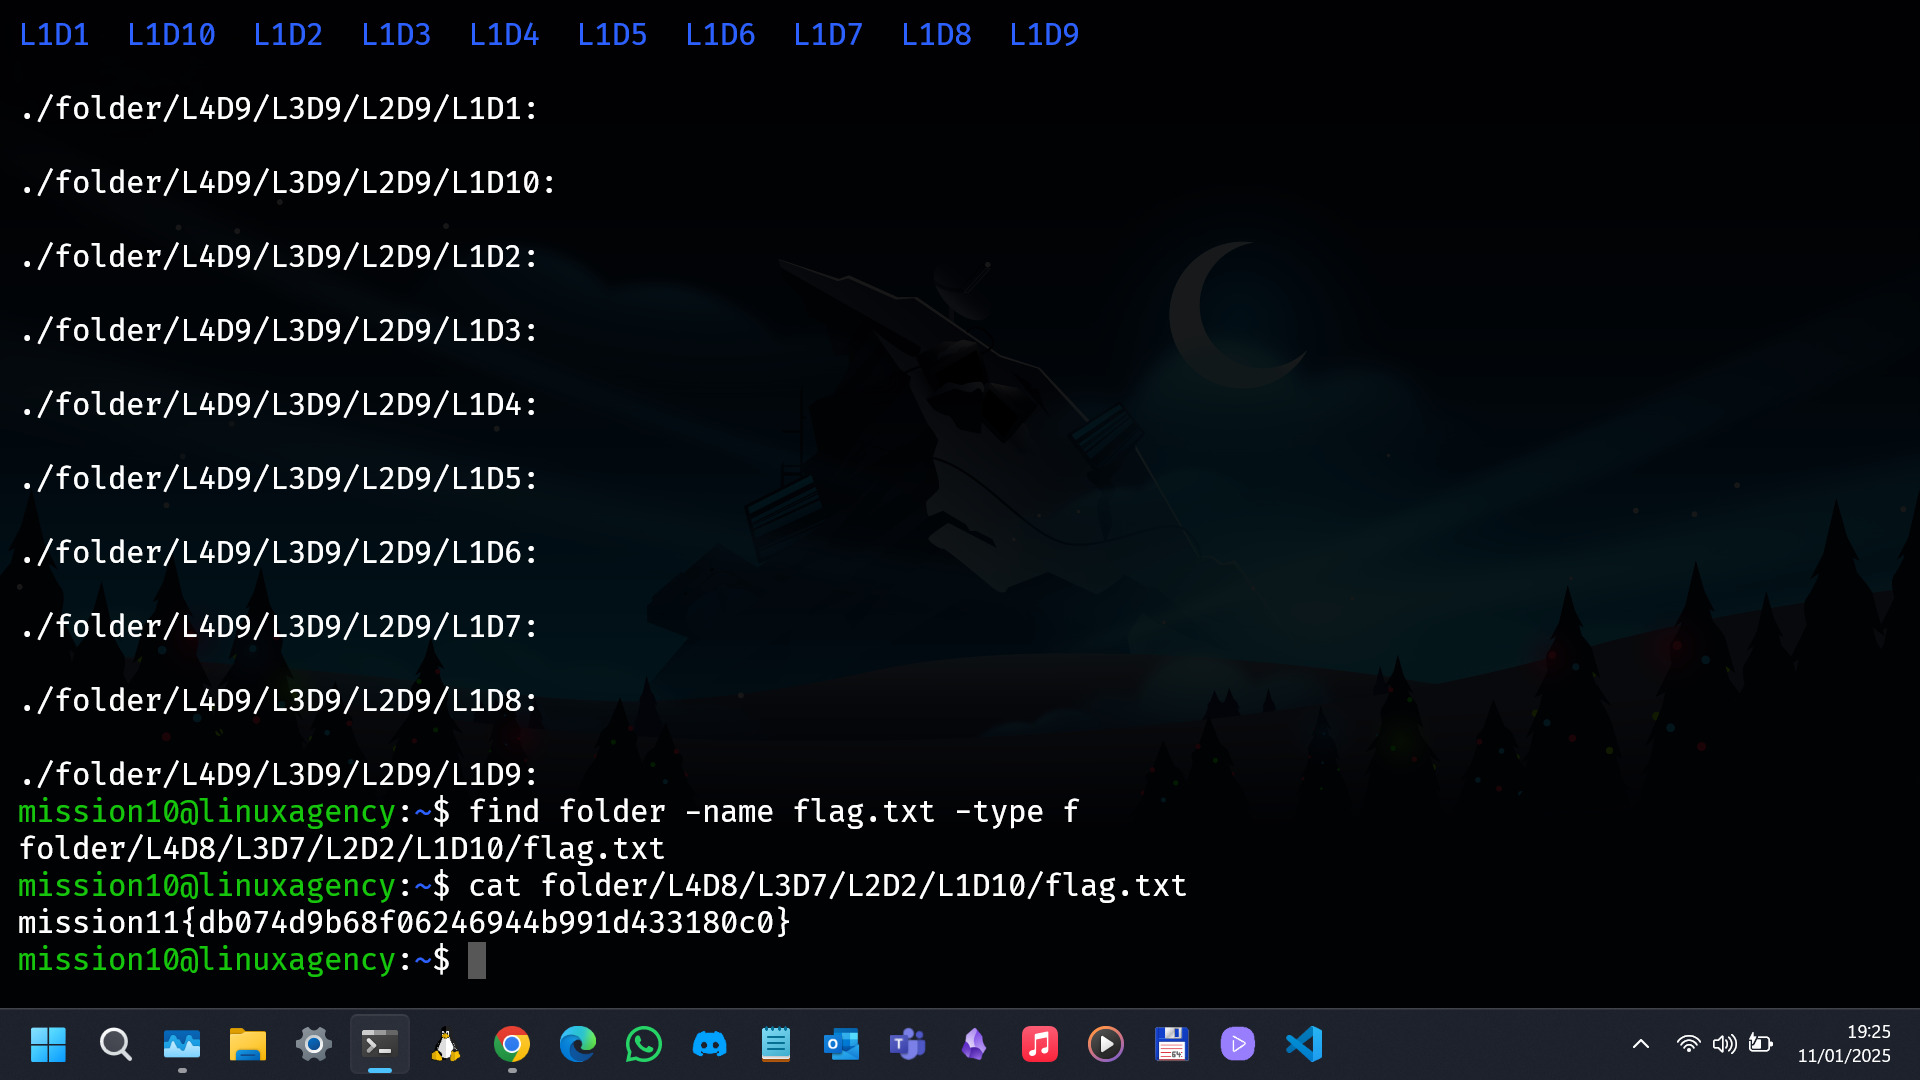 L1D1  L1D10  L1D2  L1D3  L1D4  L1D5  L1D6  L1D7  L1D8  L1D9
./folder/L4D9/L3D9/L2D9/L1D1:
./folder/L4D9/L3D9/L2D9/L1D10:
./folder/L4D9/L3D9/L2D9/L1D2:
./folder/L4D9/L3D9/L2D9/L1D3:
./folder/L4D9/L3D9/L2D9/L1D4:
./folder/L4D9/L3D9/L2D9/L1D5:
./folder/L4D9/L3D9/L2D9/L1D6:
./folder/L4D9/L3D9/L2D9/L1D7:
./folder/L4D9/L3D9/L2D9/L1D8:
./folder/L4D9/L3D9/L2D9/L1D9:
mission10@linuxagency:~$ find folder -name flag.txt -type f
folder/L4D8/L3D7/L2D2/L1D10/flag.txt
mission10@linuxagency:~$ cat folder/L4D8/L3D7/L2D2/L1D10/flag.txt
mission11{db074d9b68f06246944b991d433180c0}
mission10@linuxagency:~$
19:25
11/01/2025